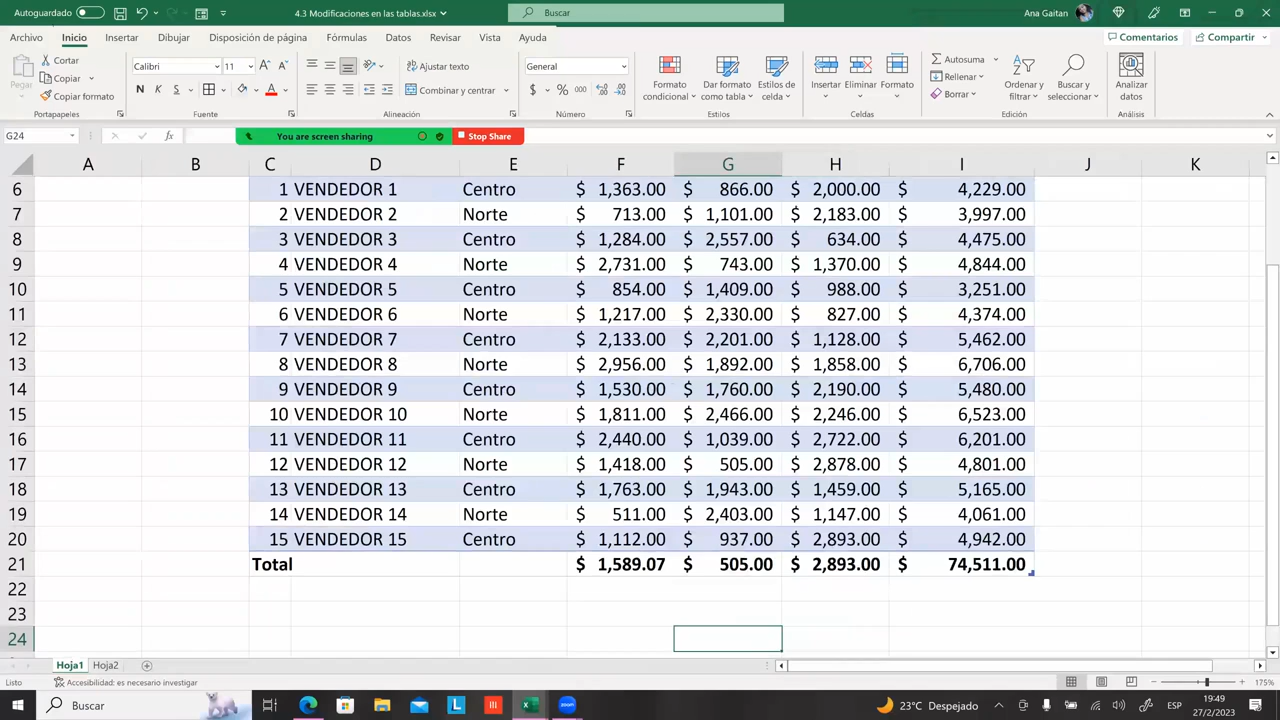 Autoguardado 4.3 Modificación en las tablas.xlsx Buscar Ana Gaitan
Archivo Inicio Insertar Dibujar Disposición de página Fórmulas Datos Revisar Vista Ayuda Comentarios Compartir
Pegar Cortar Copiar Copiar formato Portapapeles
Calibri 11 N K S A Fuente
Ajustar texto Combinar y centrar Alineación
General $ % 000 Número
Formato condicional Dar formato como tabla Estilos de celda Estilos
Insertar Eliminar Formato Celdas
Autosuma Rellenar Borrar Ordenar y filtrar Buscar y seleccionar Edición
Analizar datos Análisis
G24 fx You are screen sharing Stop Share
A B C D E F G H I J K
6 1 VENDEDOR 1 Centro $ 1,363.00 $ 866.00 $ 2,000.00 $ 4,229.00
7 2 VENDEDOR 2 Norte $ 713.00 $ 1,101.00 $ 2,183.00 $ 3,997.00
8 3 VENDEDOR 3 Centro $ 1,284.00 $ 2,557.00 $ 634.00 $ 4,475.00
9 4 VENDEDOR 4 Norte $ 2,731.00 $ 743.00 $ 1,370.00 $ 4,844.00
10 5 VENDEDOR 5 Centro $ 854.00 $ 1,409.00 $ 988.00 $ 3,251.00
11 6 VENDEDOR 6 Norte $ 1,217.00 $ 2,330.00 $ 827.00 $ 4,374.00
12 7 VENDEDOR 7 Centro $ 2,133.00 $ 2,201.00 $ 1,128.00 $ 5,462.00
13 8 VENDEDOR 8 Norte $ 2,956.00 $ 1,892.00 $ 1,858.00 $ 6,706.00
14 9 VENDEDOR 9 Centro $ 1,530.00 $ 1,760.00 $ 2,190.00 $ 5,480.00
15 10 VENDEDOR 10 Norte $ 1,811.00 $ 2,466.00 $ 2,246.00 $ 6,523.00
16 11 VENDEDOR 11 Centro $ 2,440.00 $ 1,039.00 $ 2,722.00 $ 6,201.00
17 12 VENDEDOR 12 Norte $ 1,418.00 $ 505.00 $ 2,878.00 $ 4,801.00
18 13 VENDEDOR 13 Centro $ 1,763.00 $ 1,943.00 $ 1,459.00 $ 5,165.00
19 14 VENDEDOR 14 Norte $ 511.00 $ 2,403.00 $ 1,147.00 $ 4,061.00
20 15 VENDEDOR 15 Centro $ 1,112.00 $ 937.00 $ 2,893.00 $ 4,942.00
21 Total $ 1,589.07 $ 505.00 $ 2,893.00 $ 74,511.00
22
23
24
Hoja1 Hoja2
Listo Accesibilidad: es necesario investigar 175%
Buscar L zoom 23°C Despejado ESP 19:49
27/2/2023